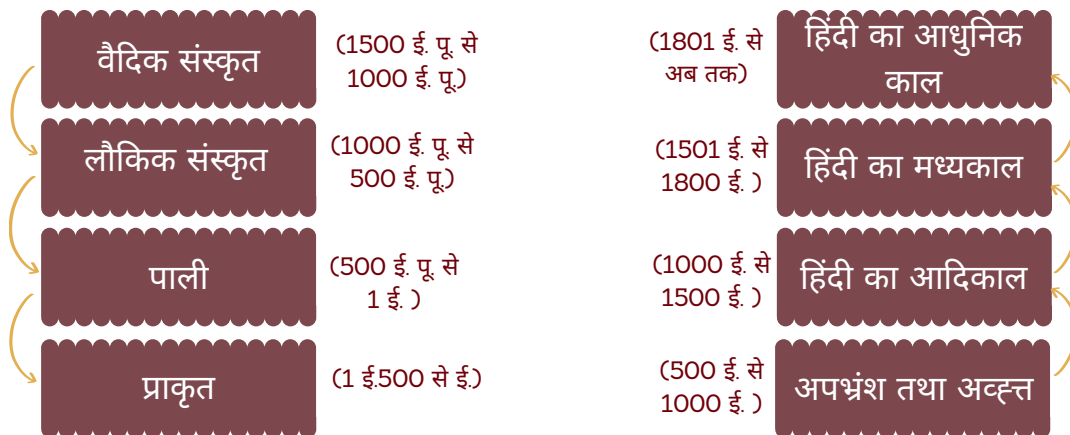 वैदिक संस्कृत
(1500 ई. पू. से
1000 ई. पू.)
लौकिक संस्कृत
(1000 ई. पू. से
500 ई. पू.)
पाली
(500 ई. पू. से
1 ई. )
प्राकृत
(1 ई.500 से ई.)
(1801 ई. से
अब तक)
हिंदी का आधुनिक
काल
(1501 ई. से
1800 ई. )
हिंदी का मध्यकाल
(1000 ई. से
1500 ई. )
हिंदी का आदिकाल
(500 ई. से
1000 ई. )
अपभ्रंश तथा अव्ह्त्त